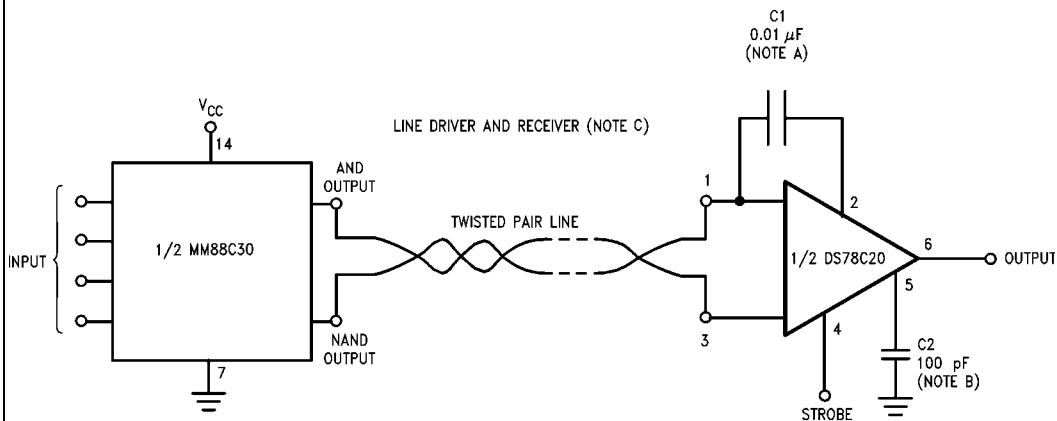 C1
0.01 μF
(NOTE A)
VCC
14
LINE DRIVER AND RECEIVER (NOTE C)
AND
OUTPUT
1
2
TWISTED PAIR LINE
INPUT
1/2 MM88C30
1/2 DS78C20
6
OUTPUT
5
3
4
NAND
OUTPUT
7
C2
100 pF
(NOTE B)
STROBE